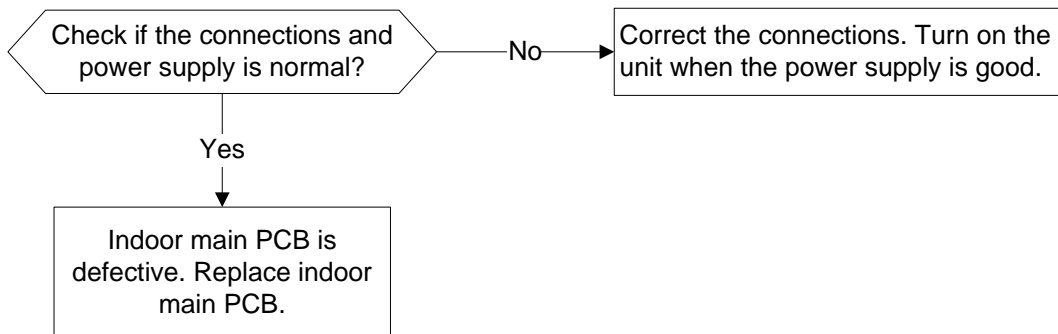 Check if the connections and
power supply is normal?
No
Correct the connections. Turn on the
unit when the power supply is good.
Yes
Indoor main PCB is
defective. Replace indoor
main PCB.